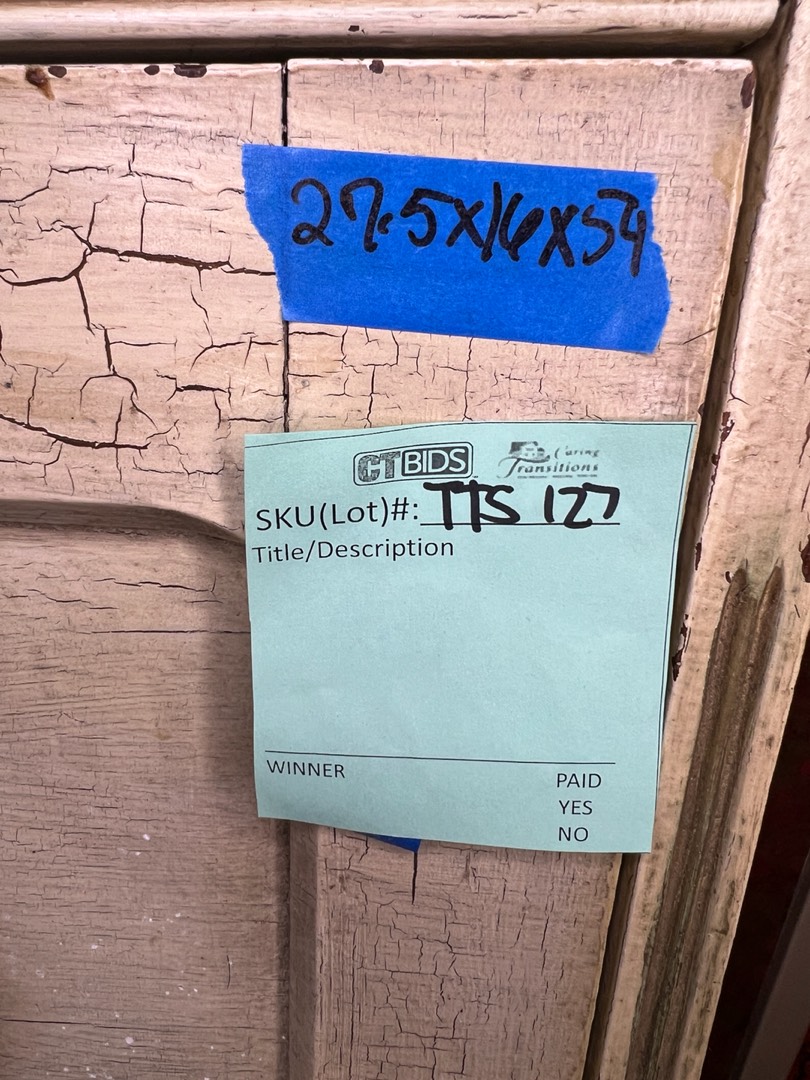 27.5X16X54
CTBIDS
Caring
Transitions
SKU(Lot)#: TTS 127
Title/Description
WINNER
PAID
YES
NO